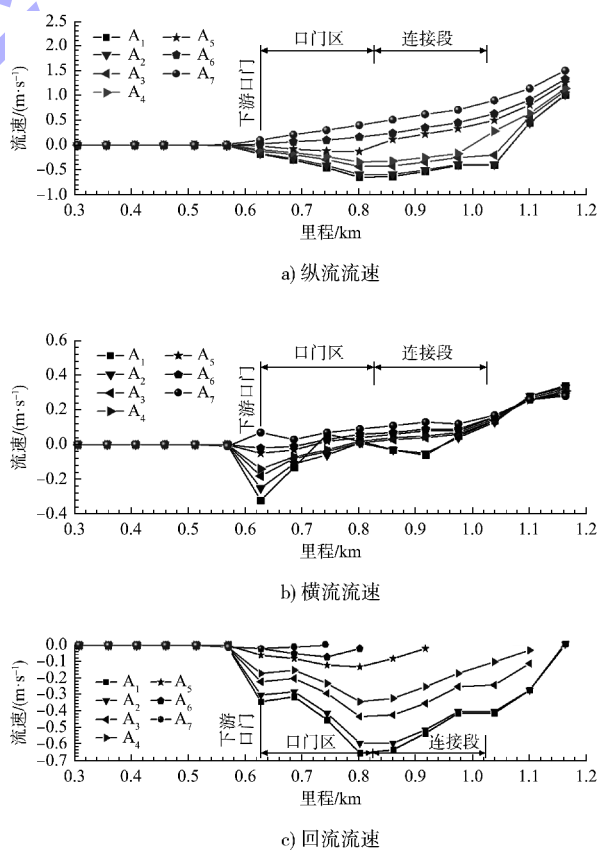 2.5
2.0
1.5
1.0
0.5
0.0
−0.5
−1.0
流速/(m·s⁻¹)
A₁ A₅
A₂ A₆
A₃ A₇
A₄
下游口门
口门区 连接段
0.3 0.4 0.5 0.6 0.7 0.8 0.9 1.0 1.1 1.2
里程/km
a) 纵流流速
0.6
0.4
0.2
0.0
−0.2
−0.4
流速/(m·s⁻¹)
A₁ A₅
A₂ A₆
A₃ A₇
A₄
下游口门
口门区 连接段
0.3 0.4 0.5 0.6 0.7 0.8 0.9 1.0 1.1 1.2
里程/km
b) 横流流速
0.0
−0.1
−0.2
−0.3
−0.4
−0.5
−0.6
−0.7
流速/(m·s⁻¹)
A₁ A₅
A₂ A₆
A₃ A₇
A₄
下游
口门
口门区 连接段
0.3 0.4 0.5 0.6 0.7 0.8 0.9 1.0 1.1 1.2
里程/km
c) 回流流速